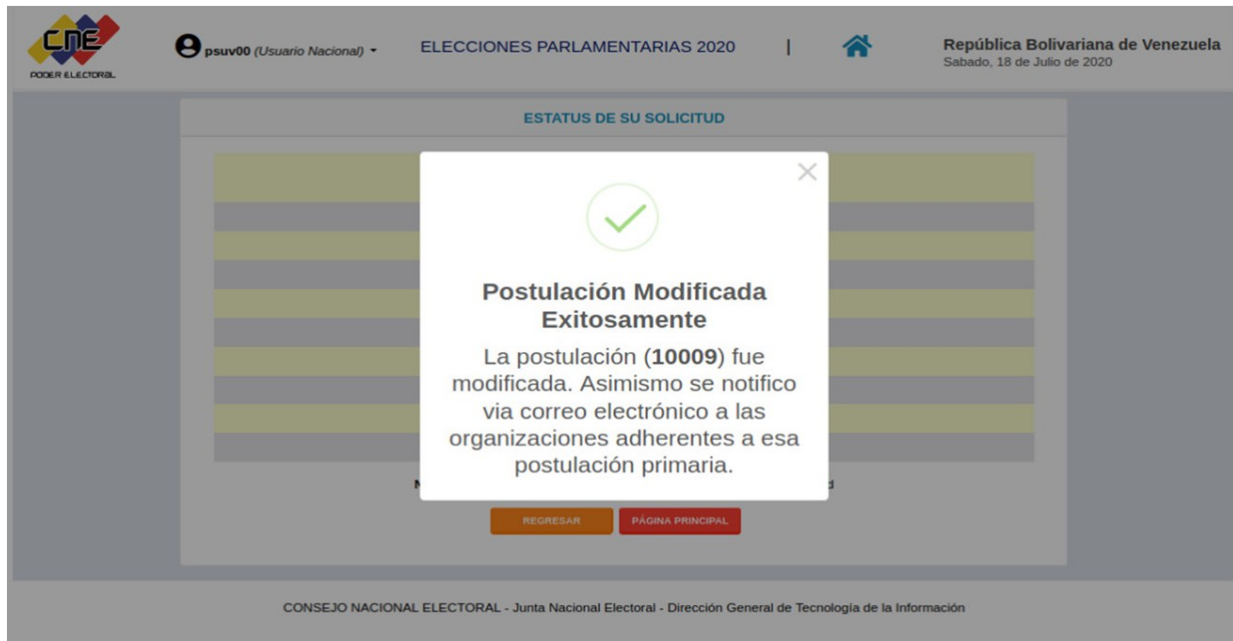 CNE
PODER ELECTORAL
psuv00 (Usuario Nacional)
ELECCIONES PARLAMENTARIAS 2020 |
República Bolivariana de Venezuela
Sabado, 18 de Julio de 2020
ESTATUS DE SU SOLICITUD
Postulación Modificada
Exitosamente
La postulación (10009) fue
modificada. Asimismo se notifico
via correo electrónico a las
organizaciones adherentes a esa
postulación primaria.
REGRESAR
PÁGINA PRINCIPAL
CONSEJO NACIONAL ELECTORAL - Junta Nacional Electoral - Dirección General de Tecnología de la Información